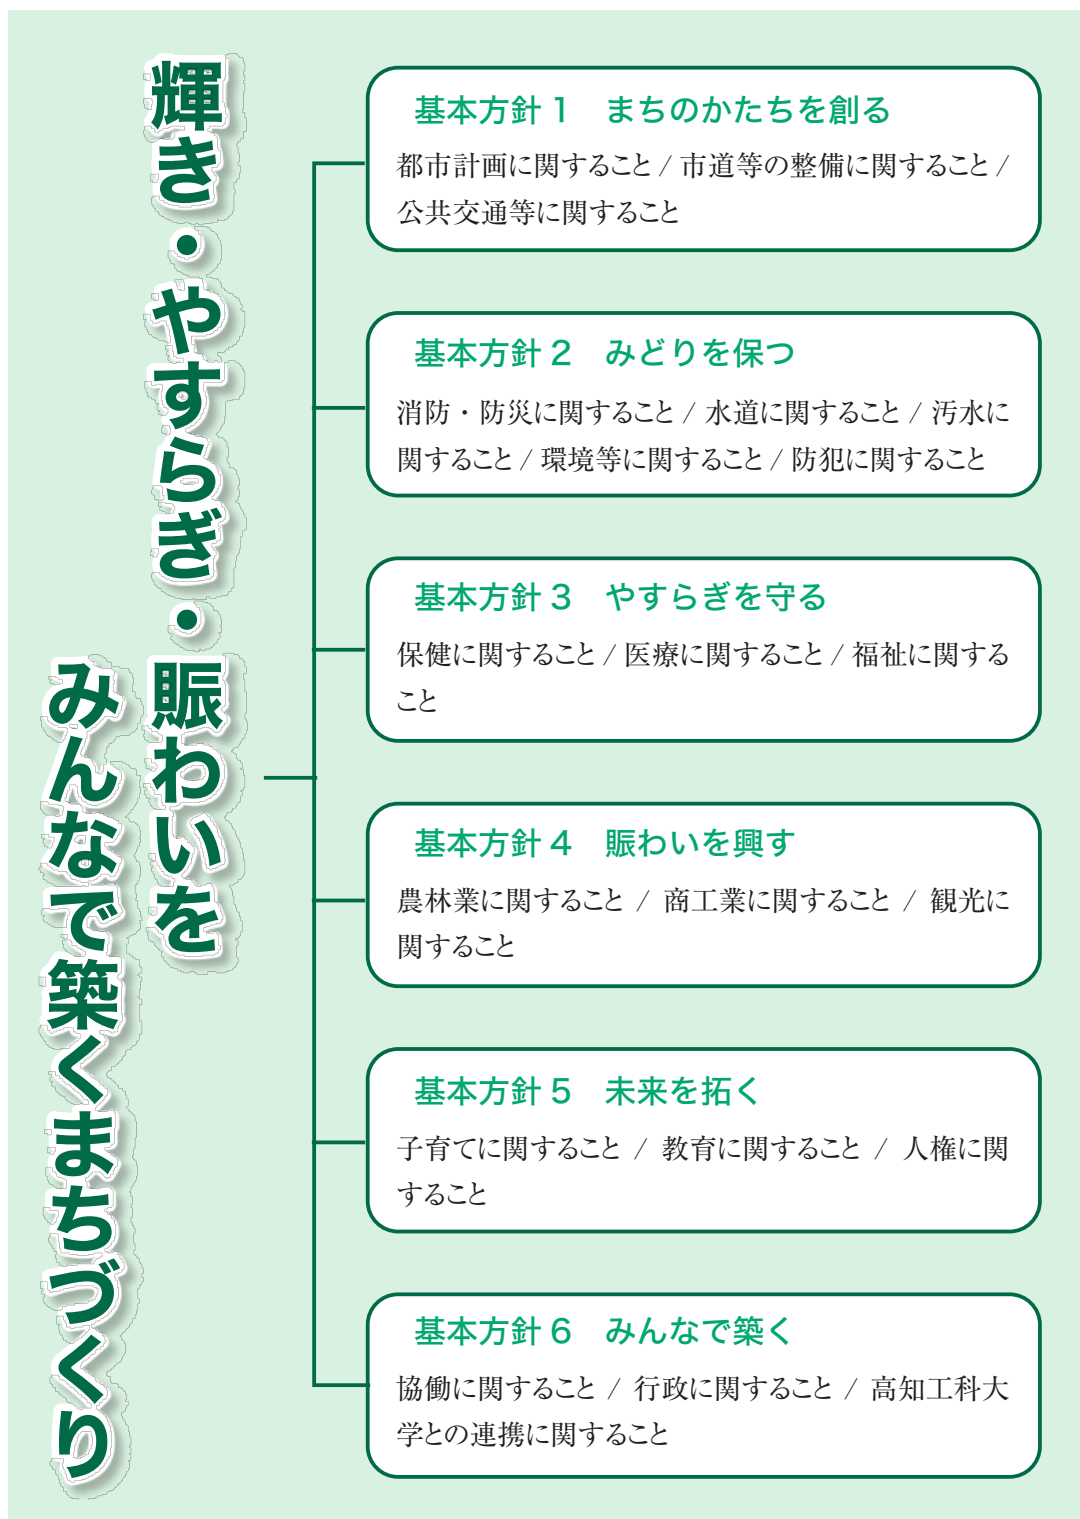 輝き・やすらぎ・賑わいを
みんなで築くまちづくり
基本方針1　まちのかたちを創る
都市計画に関すること / 市道等の整備に関すること /
公共交通等に関すること
基本方針2　みどりを保つ
消防・防災に関すること / 水道に関すること / 汚水に
関すること / 環境等に関すること / 防犯に関すること
基本方針3　やすらぎを守る
保健に関すること / 医療に関すること / 福祉に関する
こと
基本方針4　賑わいを興す
農林業に関すること / 商工業に関すること / 観光に
関すること
基本方針5　未来を拓く
子育てに関すること / 教育に関すること / 人権に関
すること
基本方針6　みんなで築く
協働に関すること / 行政に関すること / 高知工科大
学との連携に関すること